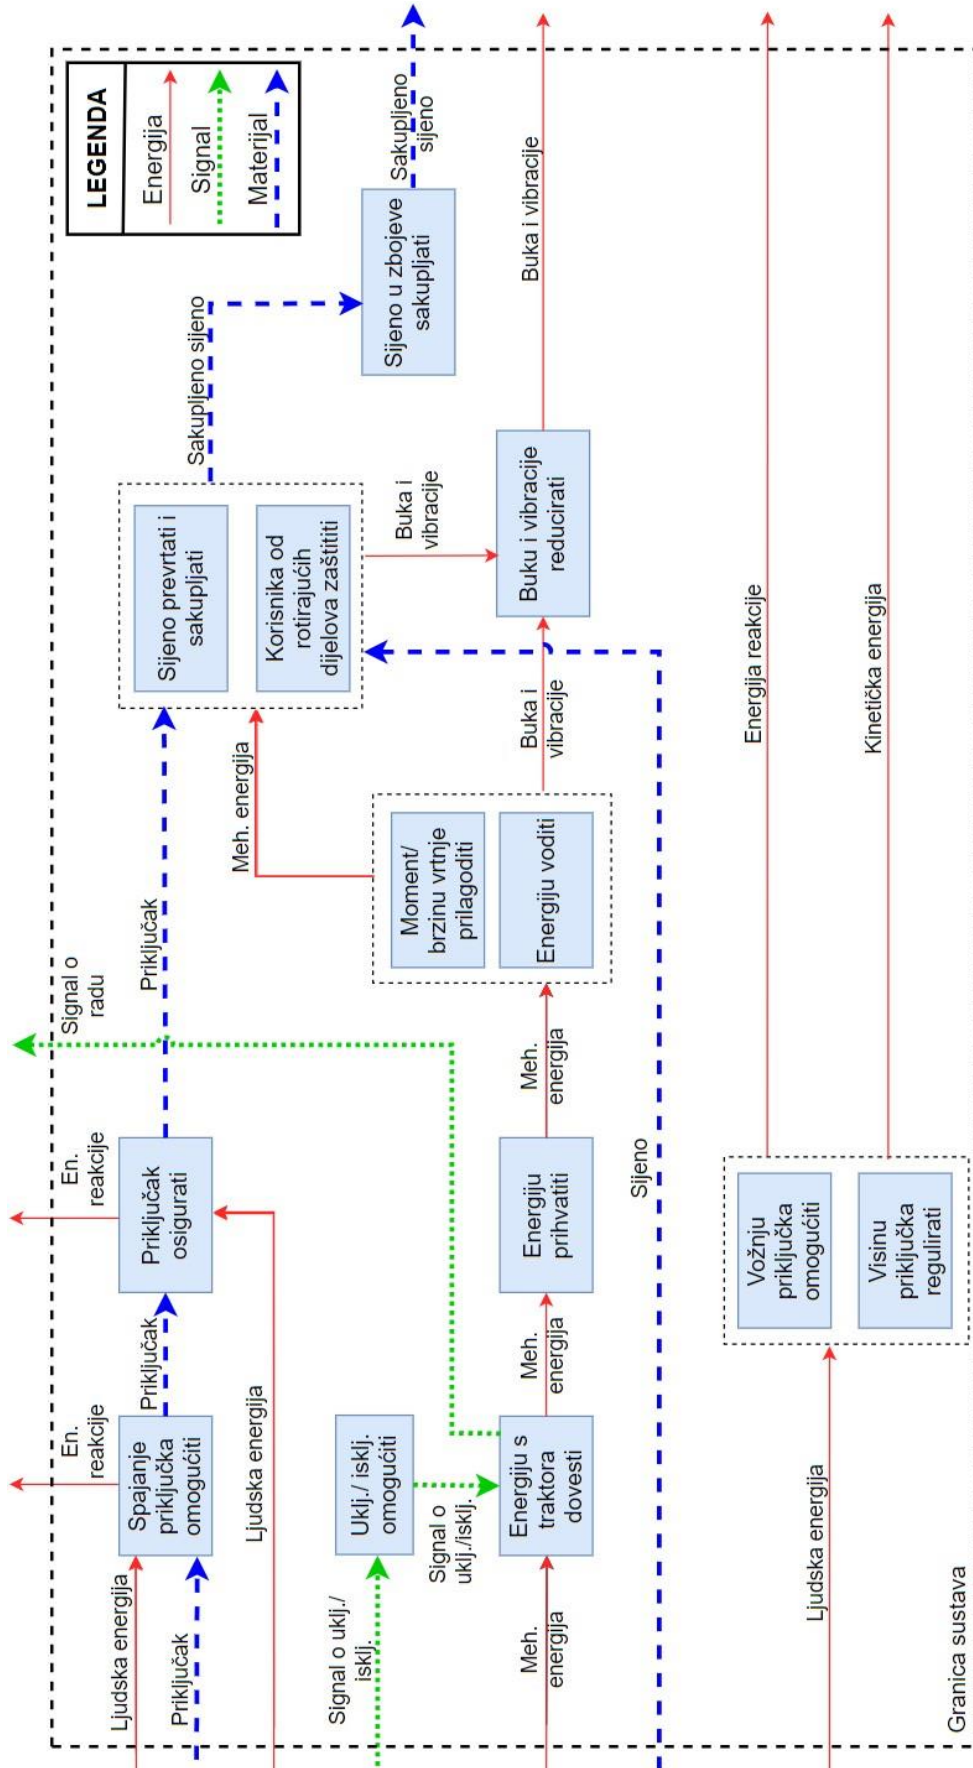 LEGENDA
Energija
Signal
Materijal
Ljudska energija
Priključak
Spajanje
priključka
omogućiti
En.
reakcije
Priključak
Ljudska energija
Priključak
osigurati
En.
reakcije
Priključak
Signal o
radu
Sijeno prevrtati i
sakupljati
Korisnika od
rotirajućih
dijelova zaštititi
Sakupljeno sijeno
Sijeno u zbojeve
sakupljati
Sakupljeno
sijeno
Signal o uklj./
isklj.
Uklj./ isklj.
omogućiti
Signal o
uklj./isklj.
Meh.
energija
Energiju s
traktora
dovesti
Meh.
energija
Energiju
prihvatiti
Meh.
energija
Moment/
brzinu vrtnje
prilagoditi
Energiju voditi
Meh. energija
Buka i
vibracije
Buka i
vibracije
Buku i vibracije
reducirati
Buka i vibracije
Sijeno
Ljudska energija
Vožnju
priključka
omogućiti
Visinu
priključka
regulirati
Energija reakcije
Kinetička energija
Granica sustava